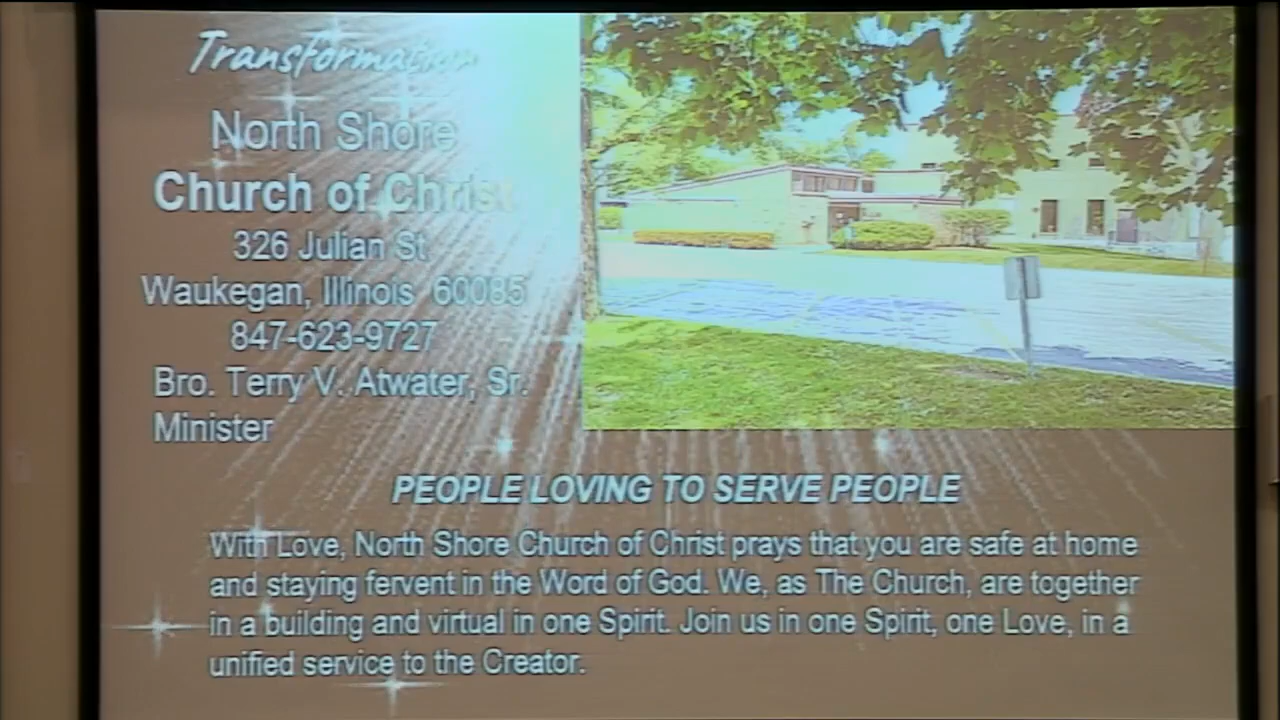 Transformation
North Shore
Church of Christ
326 Julian St
Waukegan, Illinois 60085
847-623-9727
Bro. Terry V. Atwater, Sr.
Minister
PEOPLE LOVING TO SERVE PEOPLE
With Love, North Shore Church of Christ prays that you are safe at home
and staying fervent in the Word of God. We, as The Church, are together
in a building and virtual in one Spirit. Join us in one Spirit, one Love, in a
unified service to the Creator.